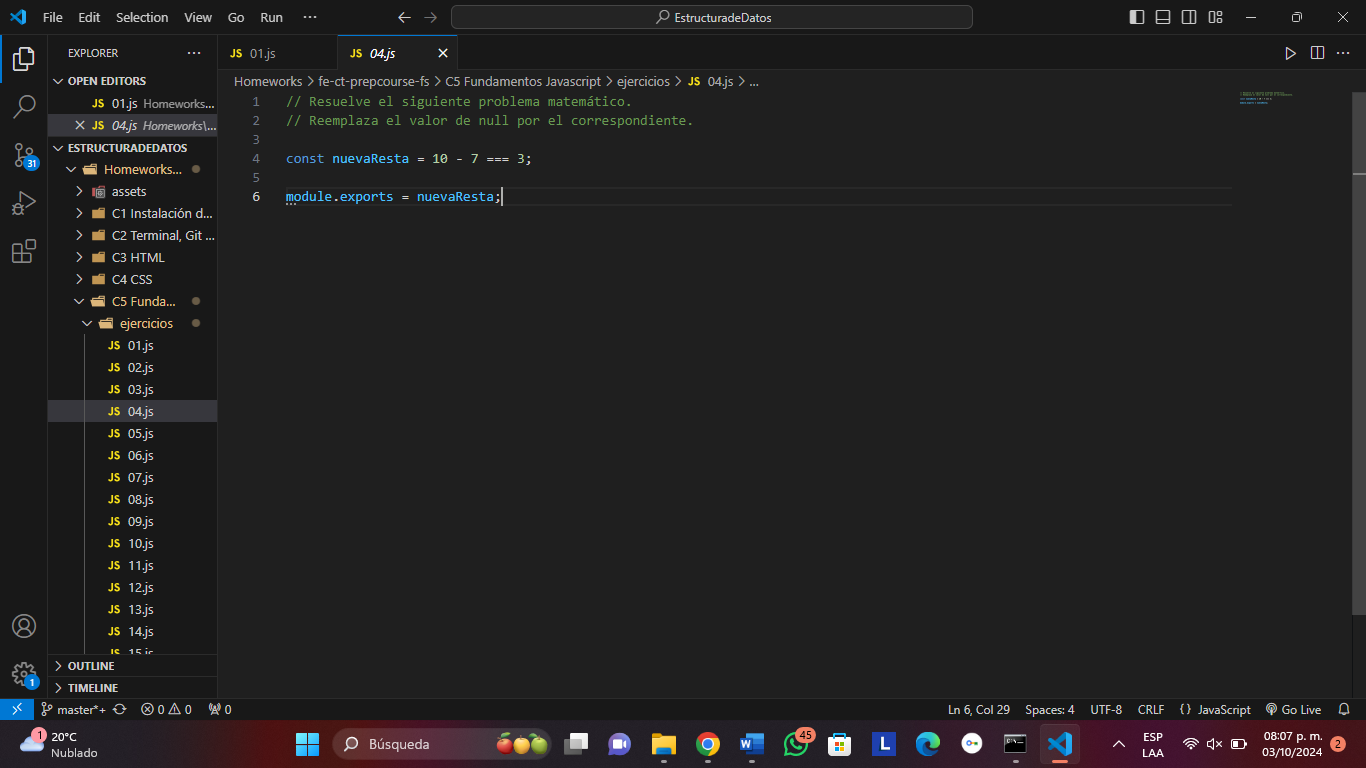 File Edit Selection View Go Run ···
EstructuradeDatos
EXPLORER ···
OPEN EDITORS
JS 01.js Homeworks...
JS 04.js Homeworks\...
ESTRUCTURADEDATOS
Homeworks...
assets
C1 Instalación d...
C2 Terminal, Git ...
C3 HTML
C4 CSS
C5 Funda...
ejercicios
JS 01.js
JS 02.js
JS 03.js
JS 04.js
JS 05.js
JS 06.js
JS 07.js
JS 08.js
JS 09.js
JS 10.js
JS 11.js
JS 12.js
JS 13.js
JS 14.js
JS 15.js
OUTLINE
TIMELINE
31
1
JS 01.js JS 04.js
Homeworks > fe-ct-prepcourse-fs > C5 Fundamentos Javascript > ejercicios > JS 04.js > ...
1 // Resuelve el siguiente problema matemático.
2 // Reemplaza el valor de null por el correspondiente.
3
4 const nuevaResta = 10 - 7 === 3;
5
6 module.exports = nuevaResta;
master*+ 0 0 0 Ln 6, Col 29 Spaces: 4 UTF-8 CRLF {} JavaScript Go Live
1 20°C
Nublado
Búsqueda
45
L
ESP
LAA
08:07 p. m.
03/10/2024
2